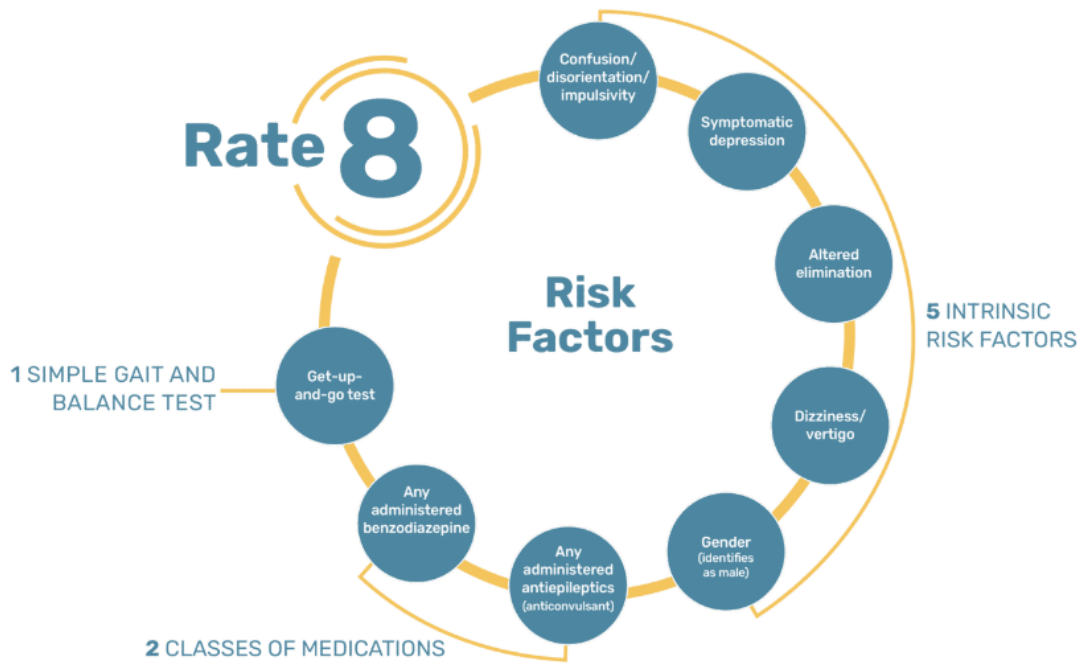 Rate 8
Confusion/
disorientation/
impulsivity
Symptomatic
depression
Altered
elimination
Dizziness/
vertigo
Gender
(identifies
as male)
Any
administered
antiepileptics
(anticonvulsant)
Any
administered
benzodiazepine
Get-up-
and-go test
Risk
Factors
5 INTRINSIC
RISK FACTORS
1 SIMPLE GAIT AND
BALANCE TEST
2 CLASSES OF MEDICATIONS